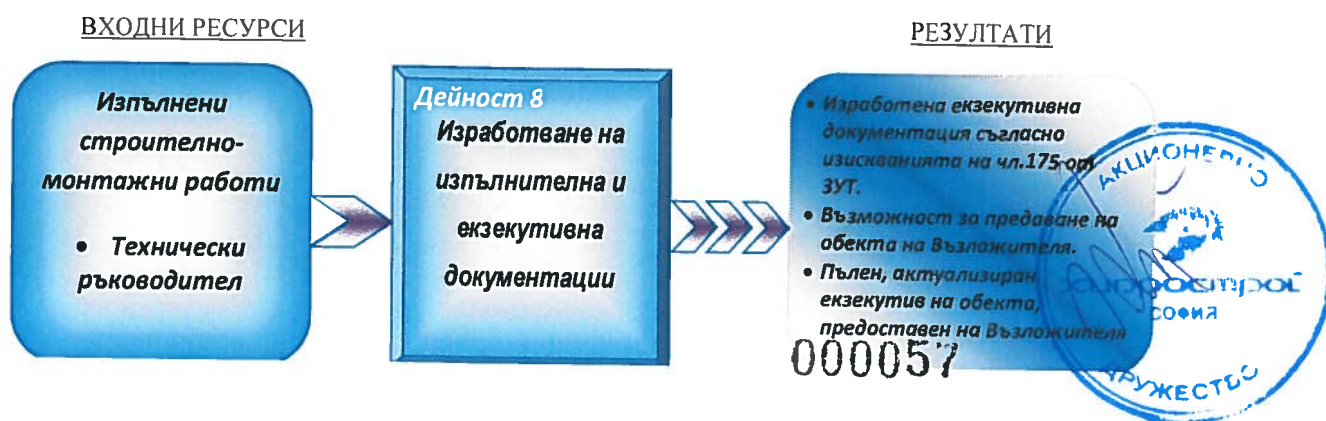 ВХОДНИ РЕСУРСИ
Изпълнени
строително-
монтажни работи
• Технически
ръководител
Дейност 8
Изработване на
изпълнителна и
екзекутивна
документации
РЕЗУЛТАТИ
• Изработена екзекутивна
документация съгласно
изискванията на чл.175 от
ЗУТ.
• Възможност за предаване на
обекта на Възложителя.
• Пълен, актуализиран
екзекутив на обекта,
предоставен на Възложителя
000057
АКЦИОНЕРНО
СОФИЯ
ДРУЖЕСТВО